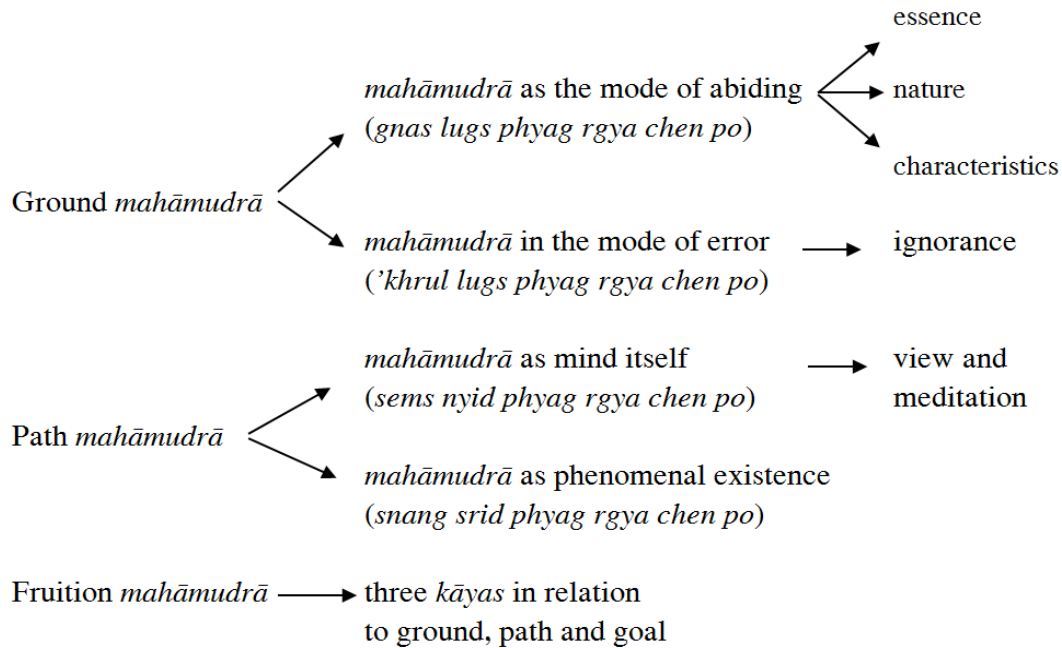 essence
mahāmudrā as the mode of abiding
nature
(gnas lugs phyag rgya chen po)
characteristics
Ground mahāmudrā
mahāmudrā in the mode of error
ignorance
(’khrul lugs phyag rgya chen po)
mahāmudrā as mind itself
view and
(sems nyid phyag rgya chen po)
meditation
Path mahāmudrā
mahāmudrā as phenomenal existence
(snang srid phyag rgya chen po)
Fruition mahāmudrā
three kāyas in relation
to ground, path and goal